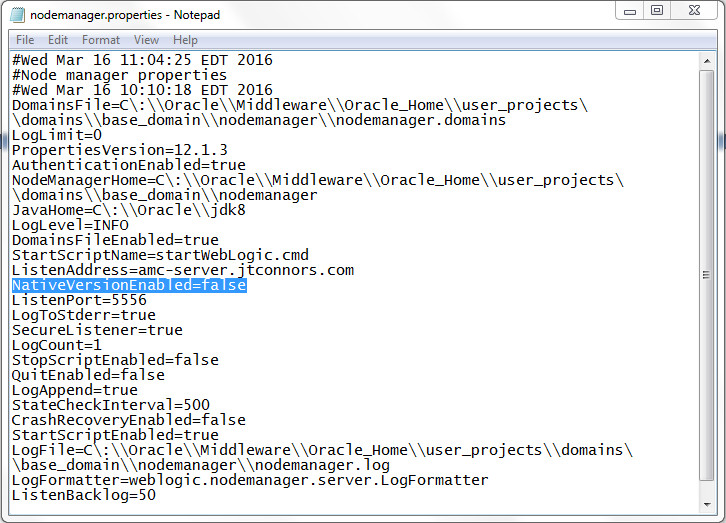 nodemanager.properties - Notepad
File Edit Format View Help
#Wed Mar 16 11:04:25 EDT 2016
#Node manager properties
#Wed Mar 16 10:10:18 EDT 2016
DomainsFile=C\:\\Oracle\\Middleware\\Oracle_Home\\user_projects\
\domains\\base_domain\\nodemanager\\nodemanager.domains
LogLimit=0
PropertiesVersion=12.1.3
AuthenticationEnabled=true
NodeManagerHome=C\:\\Oracle\\Middleware\\Oracle_Home\\user_projects\
\domains\\base_domain\\nodemanager
JavaHome=C\:\\Oracle\\jdk8
LogLevel=INFO
DomainsFileEnabled=true
StartScriptName=startWebLogic.cmd
ListenAddress=amc-server.jtconnors.com
NativeVersionEnabled=false
ListenPort=5556
LogToStderr=true
SecureListener=true
LogCount=1
StopScriptEnabled=false
QuitEnabled=false
LogAppend=true
StateCheckInterval=500
CrashRecoveryEnabled=false
StartScriptEnabled=true
LogFile=C\:\\Oracle\\Middleware\\Oracle_Home\\user_projects\\domains\
\base_domain\\nodemanager\\nodemanager.log
LogFormatter=weblogic.nodemanager.server.LogFormatter
ListenBacklog=50